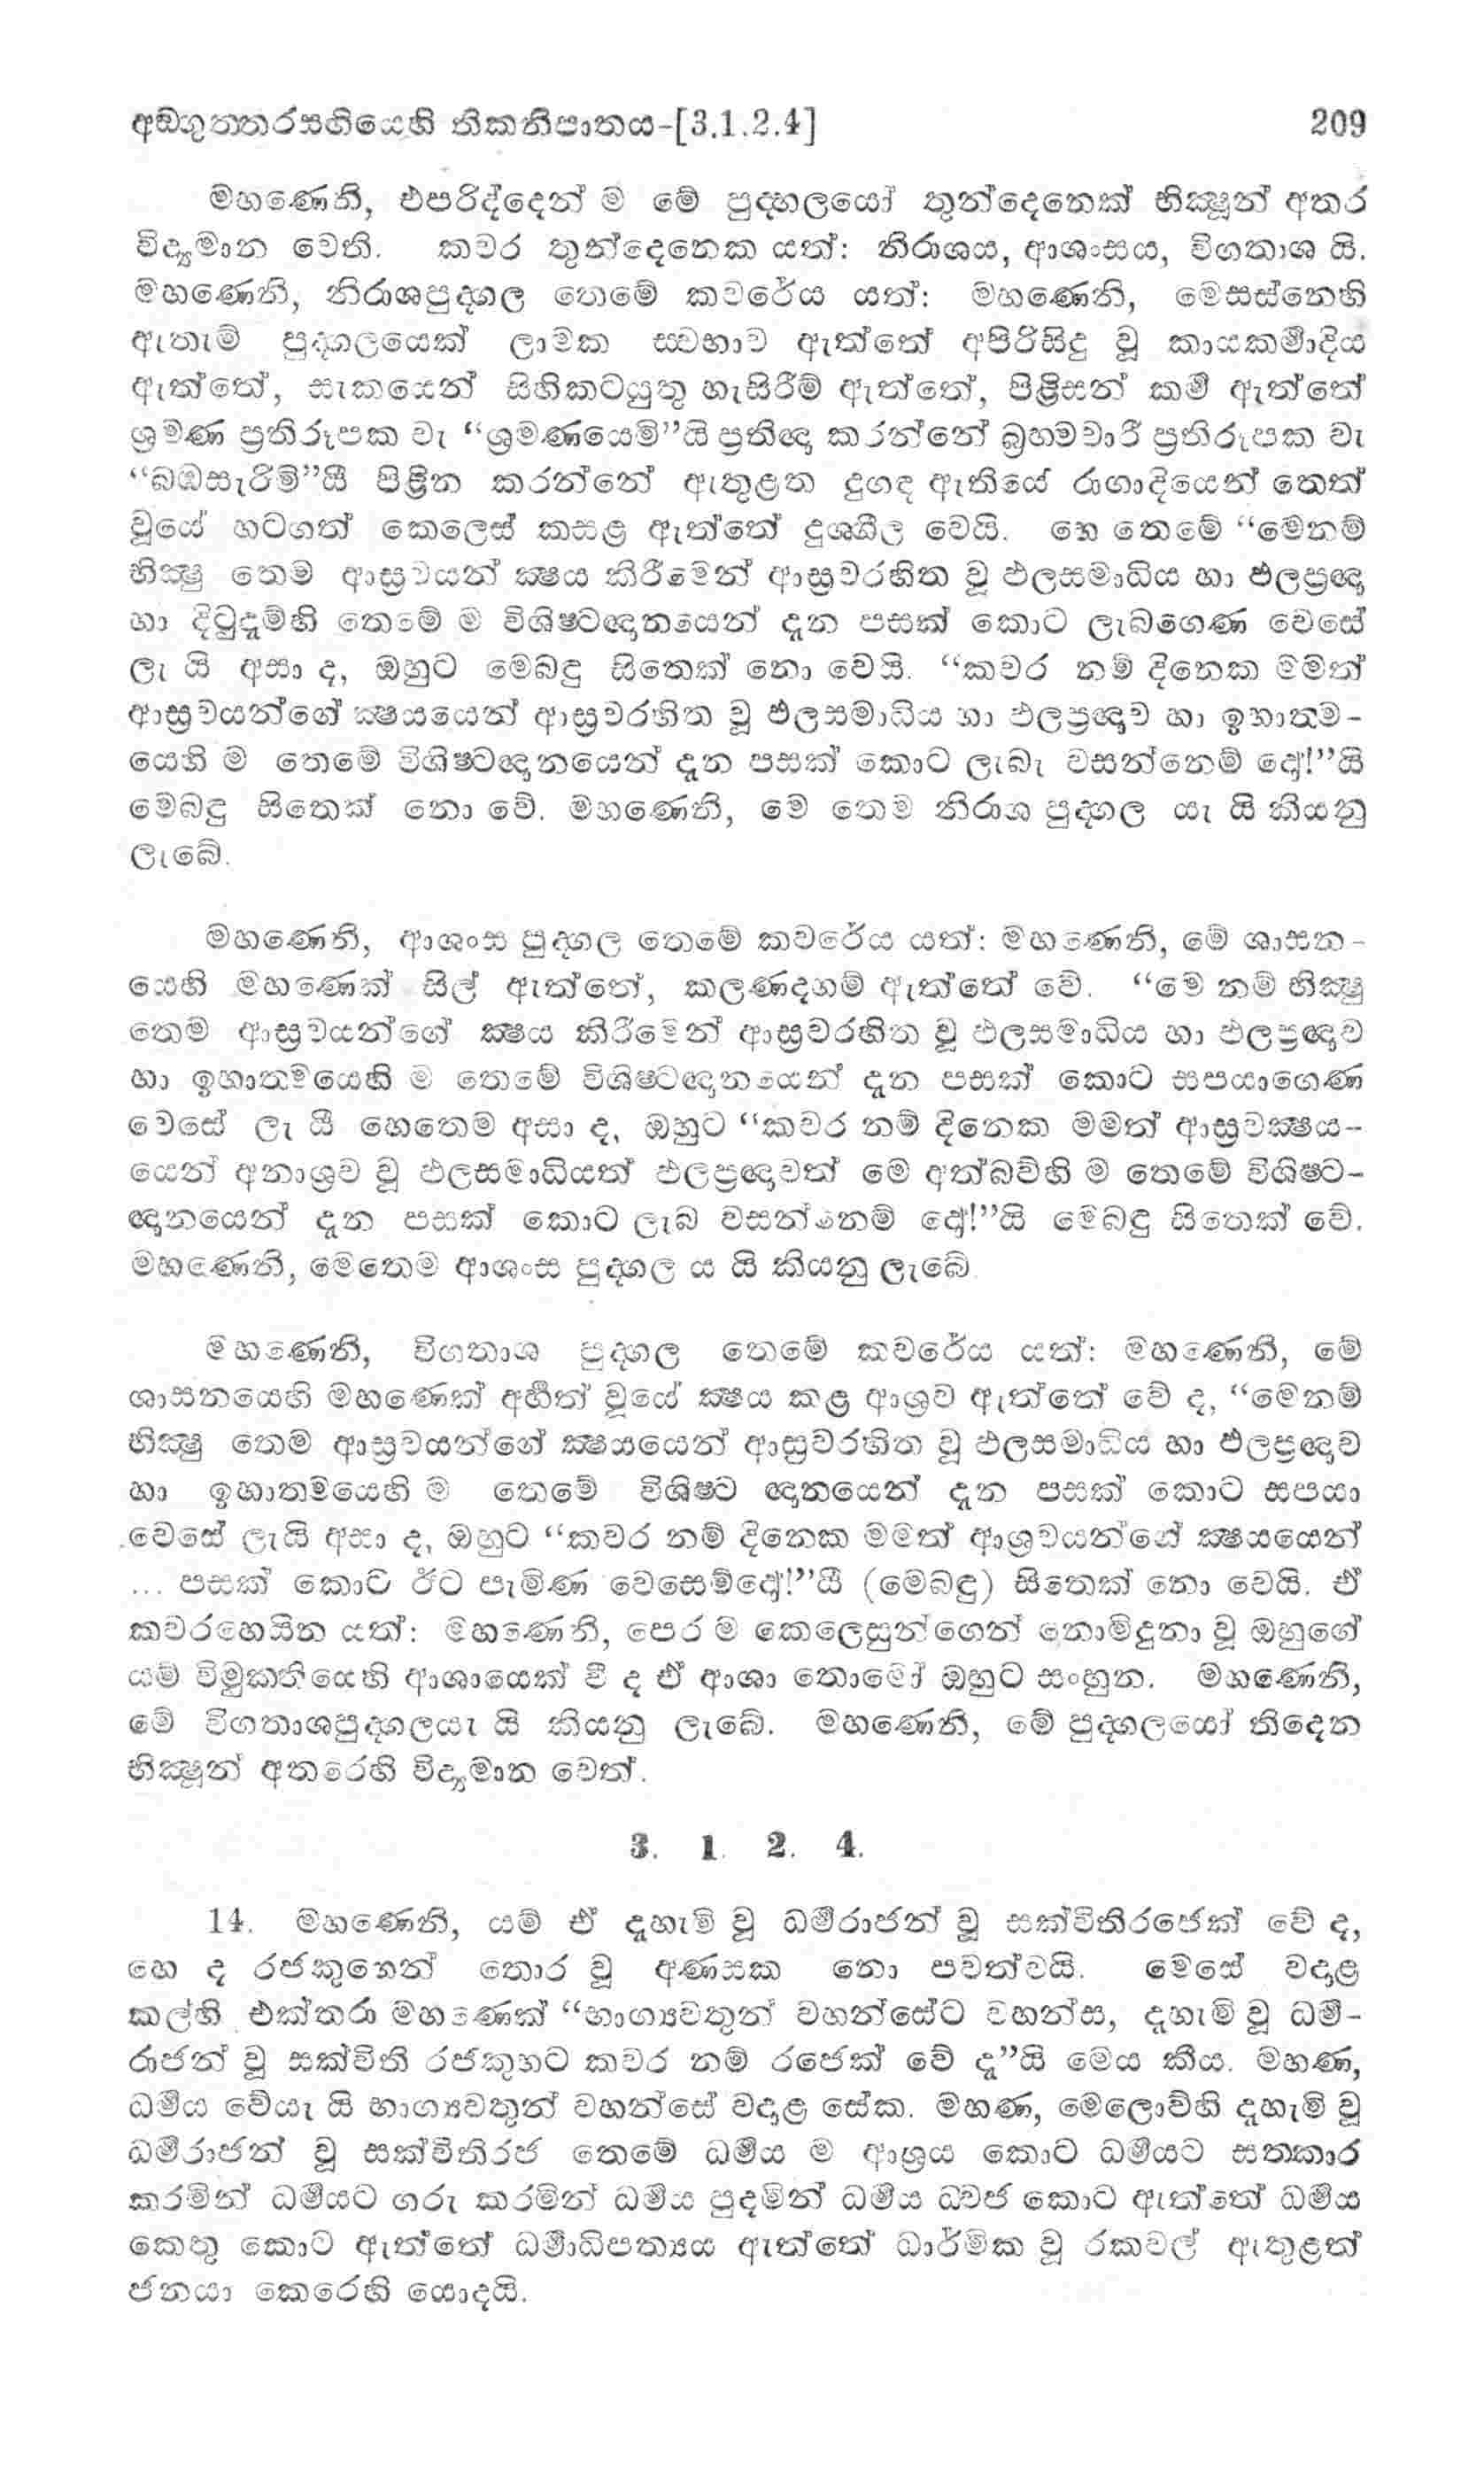 අඞ්ගුත්තරසඟියෙහි තිකනිපාතය-[3.1.2.4] 209
මහණෙනි, එපරිද්දෙන් ම මේ පුද්ගලයෝ තුන්දෙනෙක් භික්ෂූන් අතර
විද්‍යමාන වෙති. කවර තුන්දෙනෙක යත්: නිරාශය, ආශංසය, විගතාශ යි.
මහණෙනි, නිරාශපුද්ගල තෙමේ කවරේය යත්: මහණෙනි, මෙසස්නෙහි
ඇතැම් පුද්ගලයෙක් ලාමක ස්වභාව ඇත්තේ අපිරිසිදු වූ කායකර්‍මාදිය
ඇත්තේ, සැකයෙන් සිහිකටයුතු හැසිරීම් ඇත්තේ, පිළිසන් කර්‍ම ඇත්තේ
ශ්‍රමණ ප්‍රතිරූපක වැ “ශ්‍රමණයෙමි”යි ප්‍රතිඥා කරන්නේ බ්‍රහ්මචාරී ප්‍රතිරූපක වැ
“බඹසැරිමි”යී පිළින කරන්නේ ඇතුළත දුගඳ ඇතියේ රාගාදියෙන් තෙත්
වූයේ හටගත් කෙලෙස් කසළ ඇත්තේ දුශ්ශීල වෙයි. හෙ තෙමේ “මෙනම්
භික්ෂු තෙම ආස්‍රවයන් ක්ෂය කිරීමෙන් ආස්‍රවරහිත වූ ඵලසමාධිය හා ඵලප්‍රඥා
හා දිටුදැම්හි තෙමේ ම විශිෂ්ටඥානයෙන් දැන පසක් කොට ලැබගෙණ වෙසේ
ලැ යි අසා ද, ඔහුට මෙබඳු සිතෙක් නො වෙයි. “කවර නම් දිනෙක මමත්
ආස්‍රවයන්ගේ ක්ෂයයෙන් ආස්‍රවරහිත වූ ඵලසමාධිය හා ඵලප්‍රඥාව හා ඉහාත්ම-
යෙහි ම තෙමේ විශිෂ්ටඥානයෙන් දැන පසක් කොට ලැබැ වසන්නෙම් දෝ!”යි
මෙබඳු සිතෙක් නො වේ. මහණෙනි, මෙ තෙම නිරාශ පුද්ගල යැ යි කියනු
ලැබේ.
මහණෙනි, ආශංස පුද්ගල තෙමේ කවරේය යත්: මහණෙනි, මේ ශාසන-
යෙහි මහණෙක් සිල් ඇත්තේ, කලණදහම් ඇත්තේ වේ. “මෙ නම් භික්ෂු
තෙම ආස්‍රවයන්ගේ ක්ෂය කිරීමෙන් ආස්‍රවරහිත වූ ඵලසමාධිය හා ඵලප්‍රඥාව
හා ඉහාත්මයෙහි ම තෙමේ විශිෂ්ටඥානයෙන් දැන පසක් කොට සපයාගෙණ
වෙසේ ලැ යී හෙතෙම අසා ද, ඔහුට “කවර නම් දිනෙක මමත් ආස්‍රවක්ෂය-
යෙන් අනාශ්‍රව වූ ඵලසමාධියත් ඵලප්‍රඥාවත් මෙ අත්බව්හි ම තෙමේ විශිෂ්ට-
ඥානයෙන් දැන පසක් කොට ලැබ වසන්නෙම් දෝ!”යි මෙබඳු සිතෙක් වේ.
මහණෙනි, මෙතෙම ආශංස පුද්ගල ය යි කියනු ලැබේ.
මහණෙනි, විගතාශ පුද්ගල තෙමේ කවරේය යත්: මහණෙනි, මේ
ශාසනයෙහි මහණෙක් අර්‍හත් වූයේ ක්ෂය කළ ආශ්‍රව ඇත්තේ වේ ද, “මෙනම්
භික්ෂු තෙම ආස්‍රවයන්ගේ ක්ෂයයෙන් ආස්‍රවරහිත වූ ඵලසමාධිය හා ඵලප්‍රඥාව
හා ඉහාත්මයෙහි ම තෙමේ විශිෂ්ට ඥානයෙන් දැන පසක් කොට සපයා
වෙසේ ලැයි අසා ද, ඔහුට “කවර නම් දිනෙක මමත් ආශ්‍රවයන්ගේ ක්ෂයයෙන්
... පසක් කොට ඊට පැමිණ වෙසෙම්දෝ!”යී (මෙබඳු) සිතෙක් නො වෙයි. ඒ
කවරහෙයින යත්: මහණෙනි, පෙර ම කෙලෙසුන්ගෙන් නොමිදුනා වූ ඔහුගේ
යම් විමුක්තියෙහි ආශායෙක් වී ද ඒ ආශා තොමෝ ඔහුට සංහුන. මහණෙනි,
මේ විගතාශපුද්ගලයැ යි කියනු ලැබේ. මහණෙනි, මේ පුද්ගලයෝ තිදෙන
භික්ෂූන් අතරෙහි විද්‍යමාන වෙත්.
3. 1. 2. 4.
14. මහණෙනි, යම් ඒ දැහැමි වූ ධර්‍මරාජන් වූ සක්විතිරජෙක් වේ ද,
හෙ ද රජකුහෙන් තොර වූ අණසක නො පවත්වයි. මෙසේ වදාළ
කල්හි එක්තරා මහණෙක් “භාග්‍යවතුන් වහන්සේට වහන්ස, දැහැමි වූ ධර්‍ම-
රාජන් වූ සක්විති රජකුහට කවර නම් රජෙක් වේ දැ”යි මෙය කීය. මහණ,
ධර්‍මය වේයැ යි භාග්‍යවතුන් වහන්සේ වදාළ සේක. මහණ, මෙලොව්හි දැහැමි වූ
ධර්‍මරාජන් වූ සක්විතිරජ තෙමේ ධර්‍මය ම ආශ්‍රය කොට ධර්‍මයට සත්කාර
කරමින් ධර්‍මයට ගරු කරමින් ධර්‍මය පුදමින් ධර්‍මය ධ්වජ කොට ඇත්තේ ධර්‍මය
කෙතු කොට ඇත්තේ ධර්‍මාධිපත්‍යය ඇත්තේ ධාර්මික වූ රකවල් ඇතුළත්
ජනයා කෙරෙහි යොදයි.